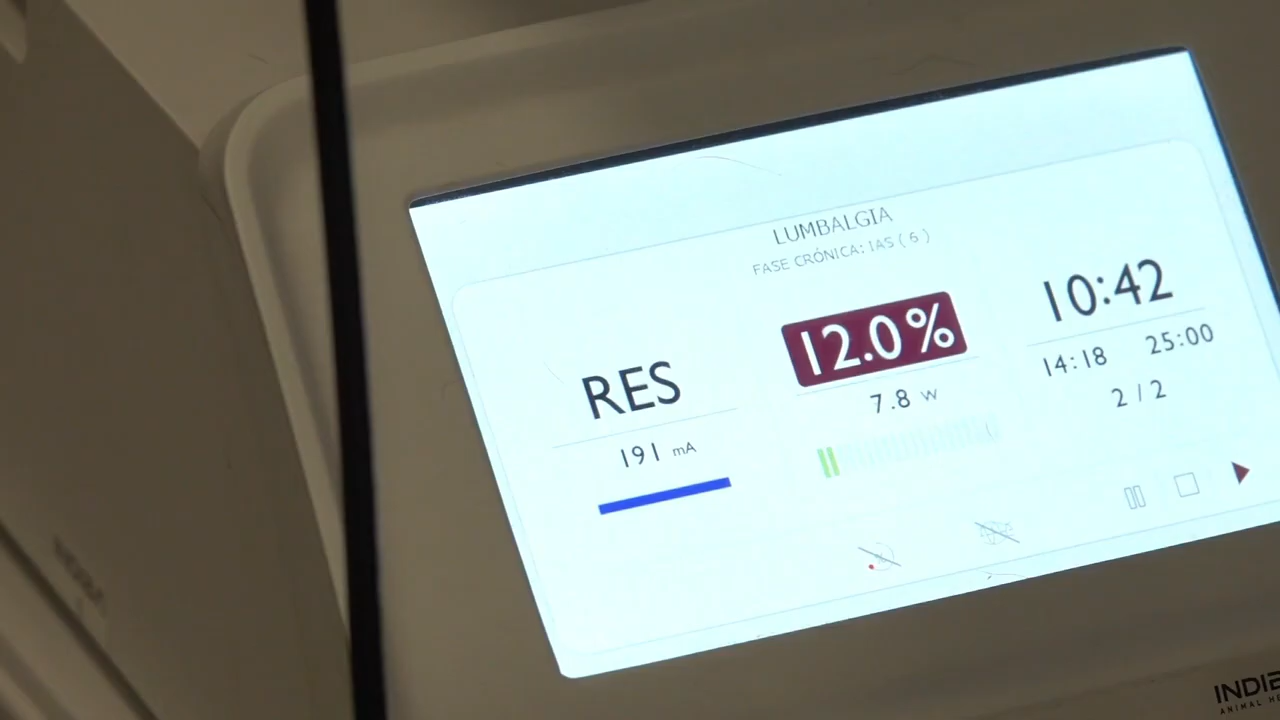 LUMBALGIA
FASE CRÓNICA: IAS ( 6 )
RES
191 mA
12.0%
7.8 W
10:42
14:18 25:00
2 / 2
ANIMAL